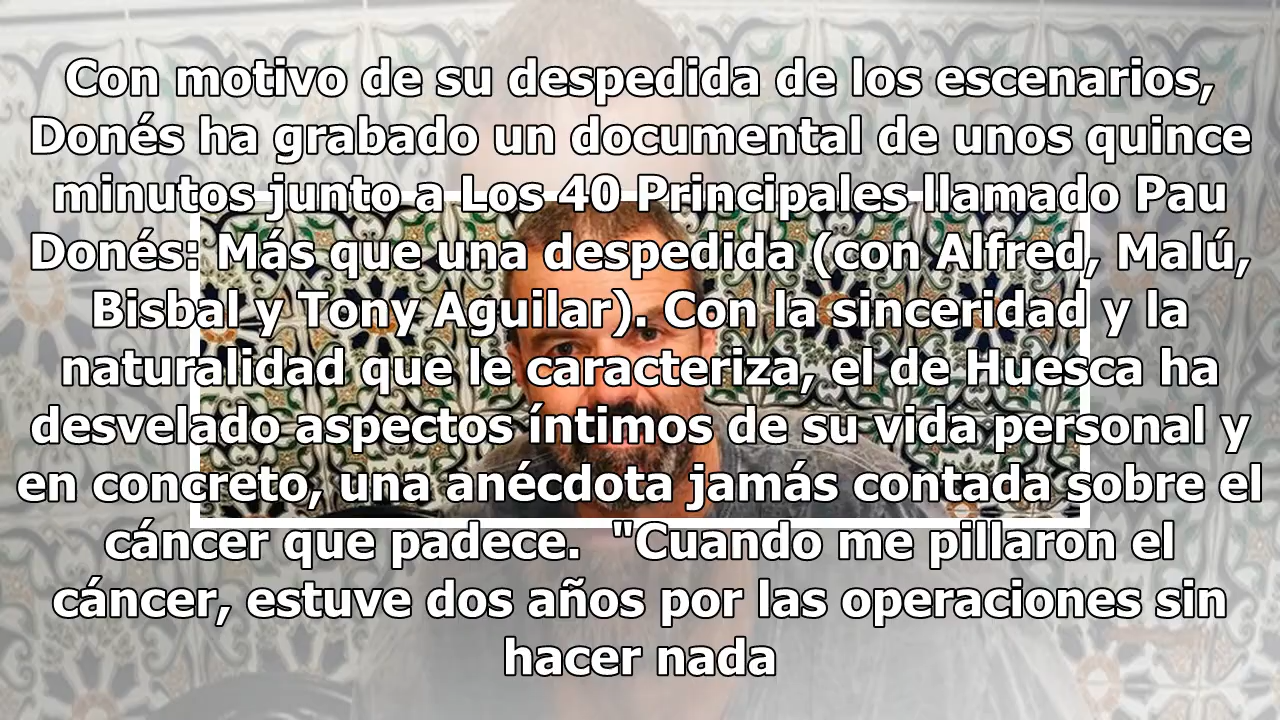 Con motivo de su despedida de los escenarios,
Donés ha grabado un documental de unos quince
minutos junto a Los 40 Principales llamado Pau
Donés: Más que una despedida (con Alfred, Malú,
Bisbal y Tony Aguilar). Con la sinceridad y la
naturalidad que le caracteriza, el de Huesca ha
desvelado aspectos íntimos de su vida personal y
en concreto, una anécdota jamás contada sobre el
cáncer que padece.  "Cuando me pillaron el
cáncer, estuve dos años por las operaciones sin
hacer nada